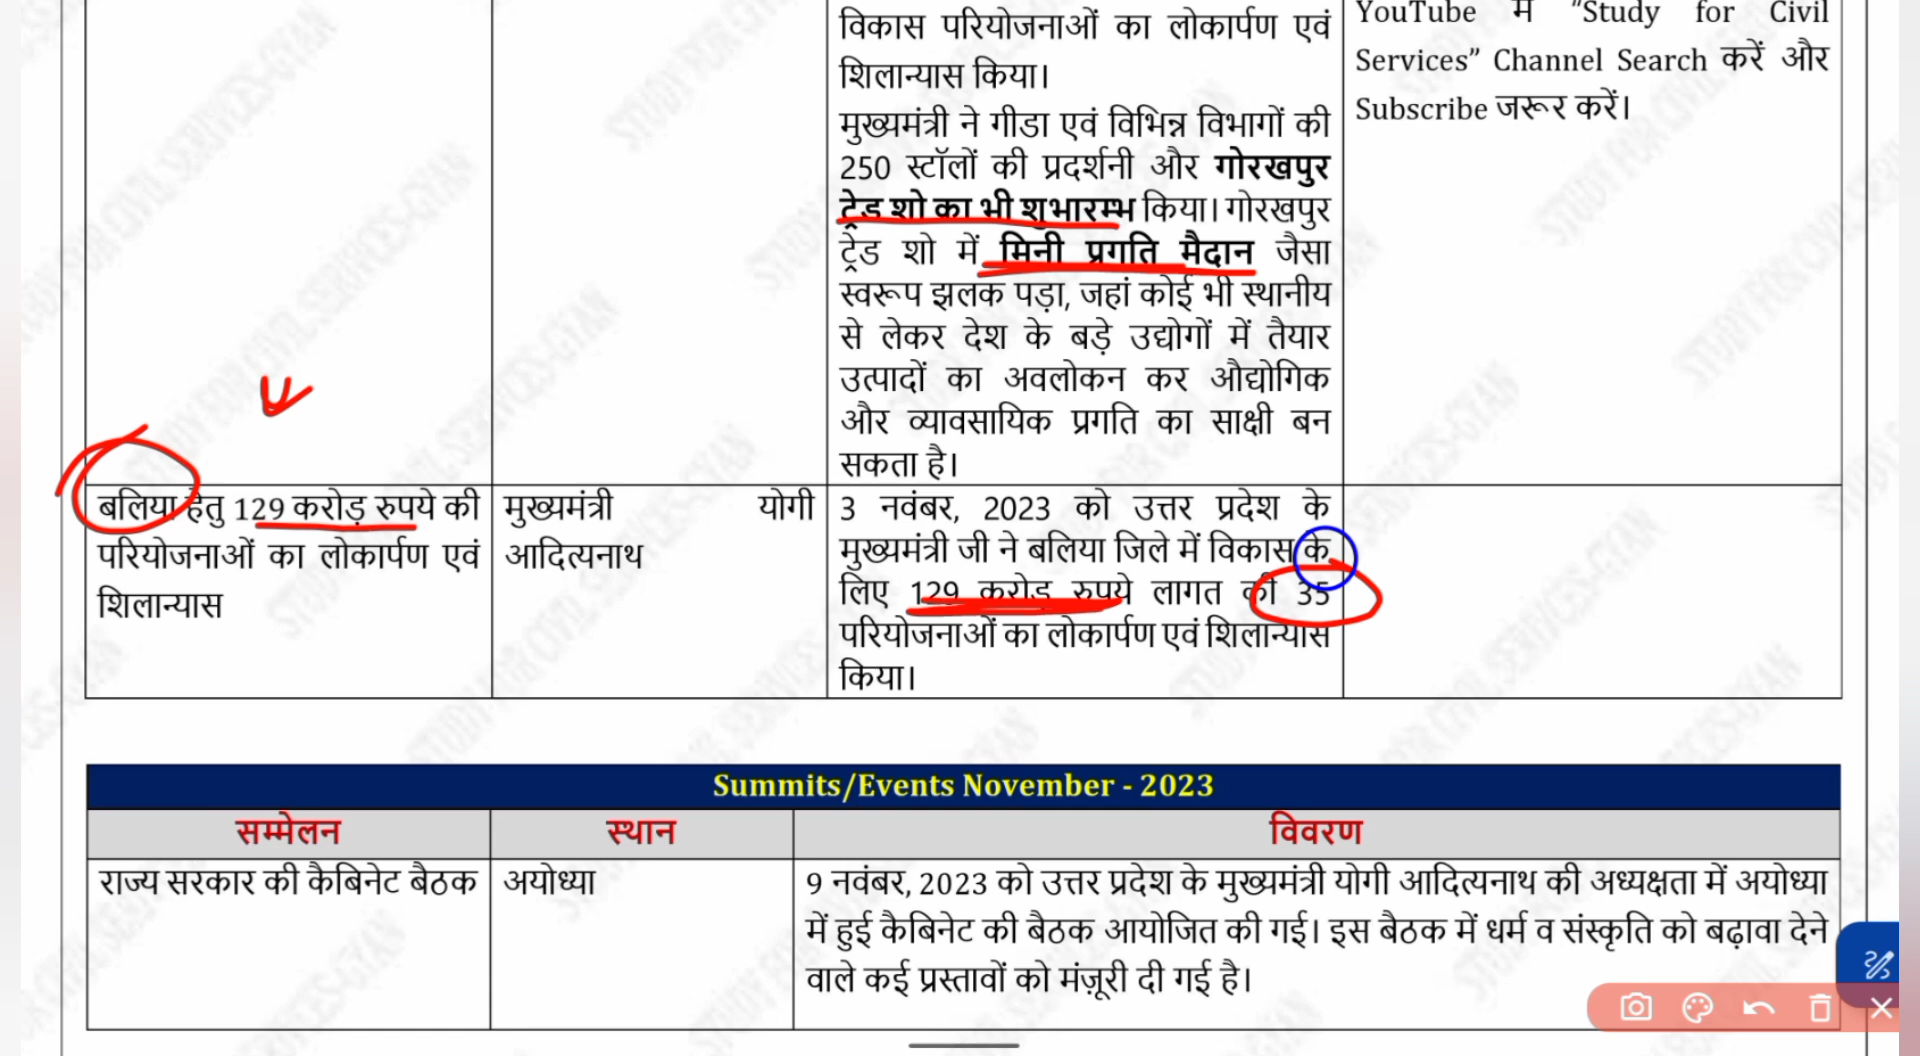 विकास परियोजनाओं का लोकार्पण एवं
शिलान्यास किया।
मुख्यमंत्री ने गीडा एवं विभिन्न विभागों की
250 स्टॉलों की प्रदर्शनी और गोरखपुर
ट्रेड शो का भी शुभारम्भ किया। गोरखपुर
ट्रेड शो में मिनी प्रगति मैदान जैसा
स्वरूप झलक पड़ा, जहां कोई भी स्थानीय
से लेकर देश के बड़े उद्योगों में तैयार
उत्पादों का अवलोकन कर औद्योगिक
और व्यावसायिक प्रगति का साक्षी बन
सकता है।
YouTube में “Study for Civil
Services” Channel Search करें और
Subscribe जरूर करें।
बलिया हेतु 129 करोड़ रुपये की
परियोजनाओं का लोकार्पण एवं
शिलान्यास
मुख्यमंत्री योगी
आदित्यनाथ
3 नवंबर, 2023 को उत्तर प्रदेश के
मुख्यमंत्री जी ने बलिया जिले में विकास के
लिए 129 करोड़ रुपये लागत की 35
परियोजनाओं का लोकार्पण एवं शिलान्यास
किया।
Summits/Events November - 2023
सम्मेलन स्थान विवरण
राज्य सरकार की कैबिनेट बैठक
अयोध्या
9 नवंबर, 2023 को उत्तर प्रदेश के मुख्यमंत्री योगी आदित्यनाथ की अध्यक्षता में अयोध्या
में हुई कैबिनेट की बैठक आयोजित की गई। इस बैठक में धर्म व संस्कृति को बढ़ावा देने
वाले कई प्रस्तावों को मंज़ूरी दी गई है।
STUDY FOR CIVIL SERVICES-GYAN